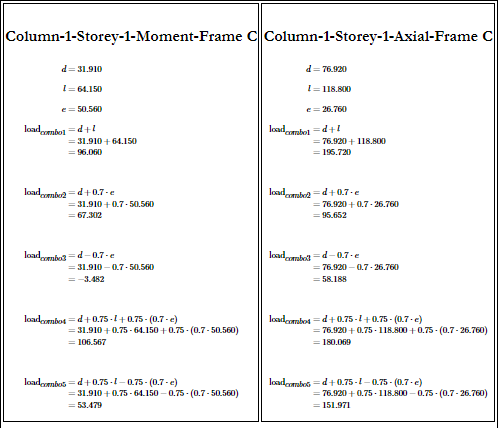 Column-1-Storey-1-Moment-Frame C
d = 31.910
l = 64.150
e = 50.560
load_combo1 = d + l
= 31.910 + 64.150
= 96.060
load_combo2 = d + 0.7 · e
= 31.910 + 0.7 · 50.560
= 67.302
load_combo3 = d − 0.7 · e
= 31.910 − 0.7 · 50.560
= −3.482
load_combo4 = d + 0.75 · l + 0.75 · (0.7 · e)
= 31.910 + 0.75 · 64.150 + 0.75 · (0.7 · 50.560)
= 106.567
load_combo5 = d + 0.75 · l − 0.75 · (0.7 · e)
= 31.910 + 0.75 · 64.150 − 0.75 · (0.7 · 50.560)
= 53.479
Column-1-Storey-1-Axial-Frame C
d = 76.920
l = 118.800
e = 26.760
load_combo1 = d + l
= 76.920 + 118.800
= 195.720
load_combo2 = d + 0.7 · e
= 76.920 + 0.7 · 26.760
= 95.652
load_combo3 = d − 0.7 · e
= 76.920 − 0.7 · 26.760
= 58.188
load_combo4 = d + 0.75 · l + 0.75 · (0.7 · e)
= 76.920 + 0.75 · 118.800 + 0.75 · (0.7 · 26.760)
= 180.069
load_combo5 = d + 0.75 · l − 0.75 · (0.7 · e)
= 76.920 + 0.75 · 118.800 − 0.75 · (0.7 · 26.760)
= 151.971